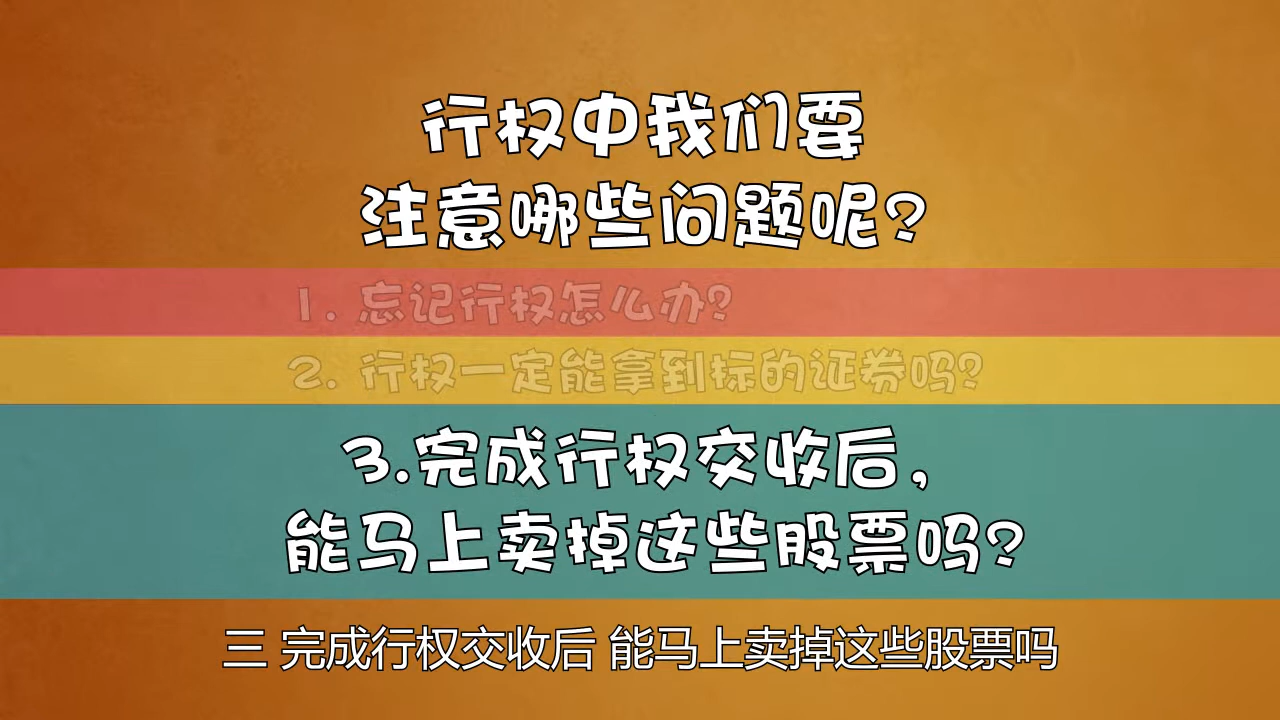 行权中我们要
注意哪些问题呢?
1. 忘记行权怎么办?
2. 行权一定能拿到标的证券吗?
3.完成行权交收后,
能马上卖掉这些股票吗?
三 完成行权交收后 能马上卖掉这些股票吗